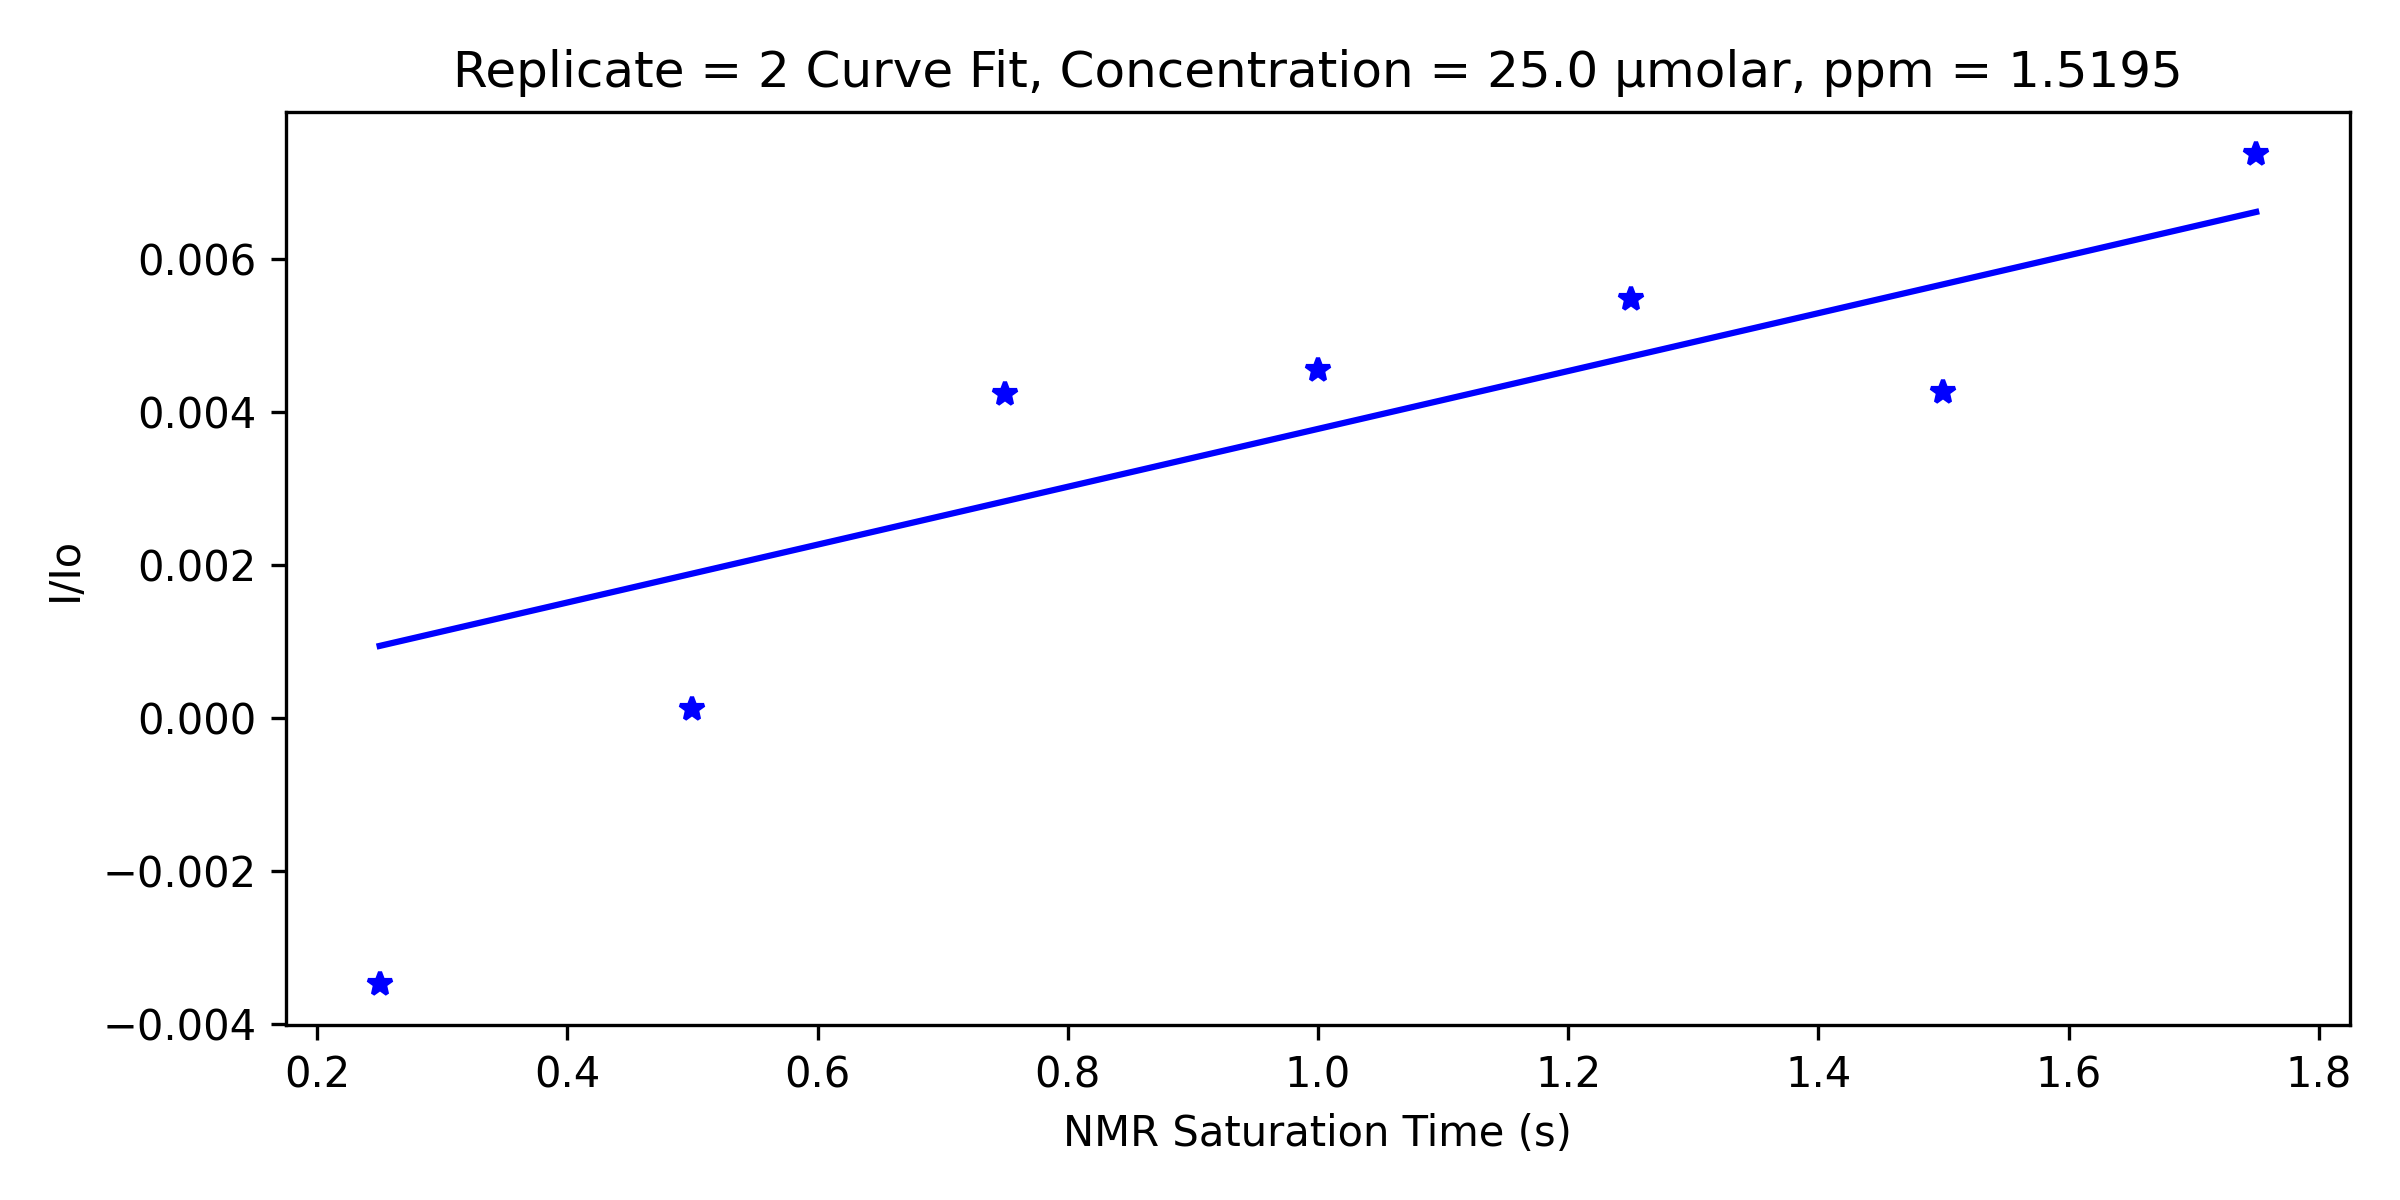 Replicate = 2 Curve Fit, Concentration = 25.0 µmolar, ppm = 1.5195
I/Io
0.006
0.004
0.002
0.000
−0.002
−0.004
0.2 0.4 0.6 0.8 1.0 1.2 1.4 1.6 1.8
NMR Saturation Time (s)